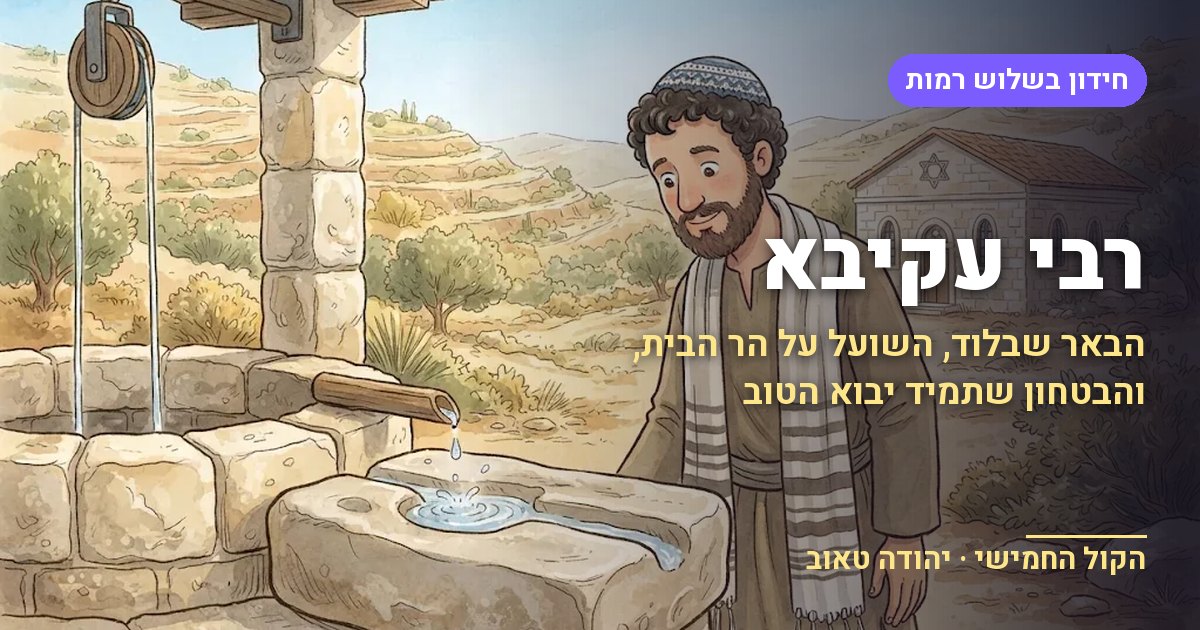 חידון בשלוש רמות
רבי עקיבא
הבאר שבלוד, השועל על הר הבית,
והבטחון שתמיד יבוא הטוב
הקול החמישי · יהודה טאוב